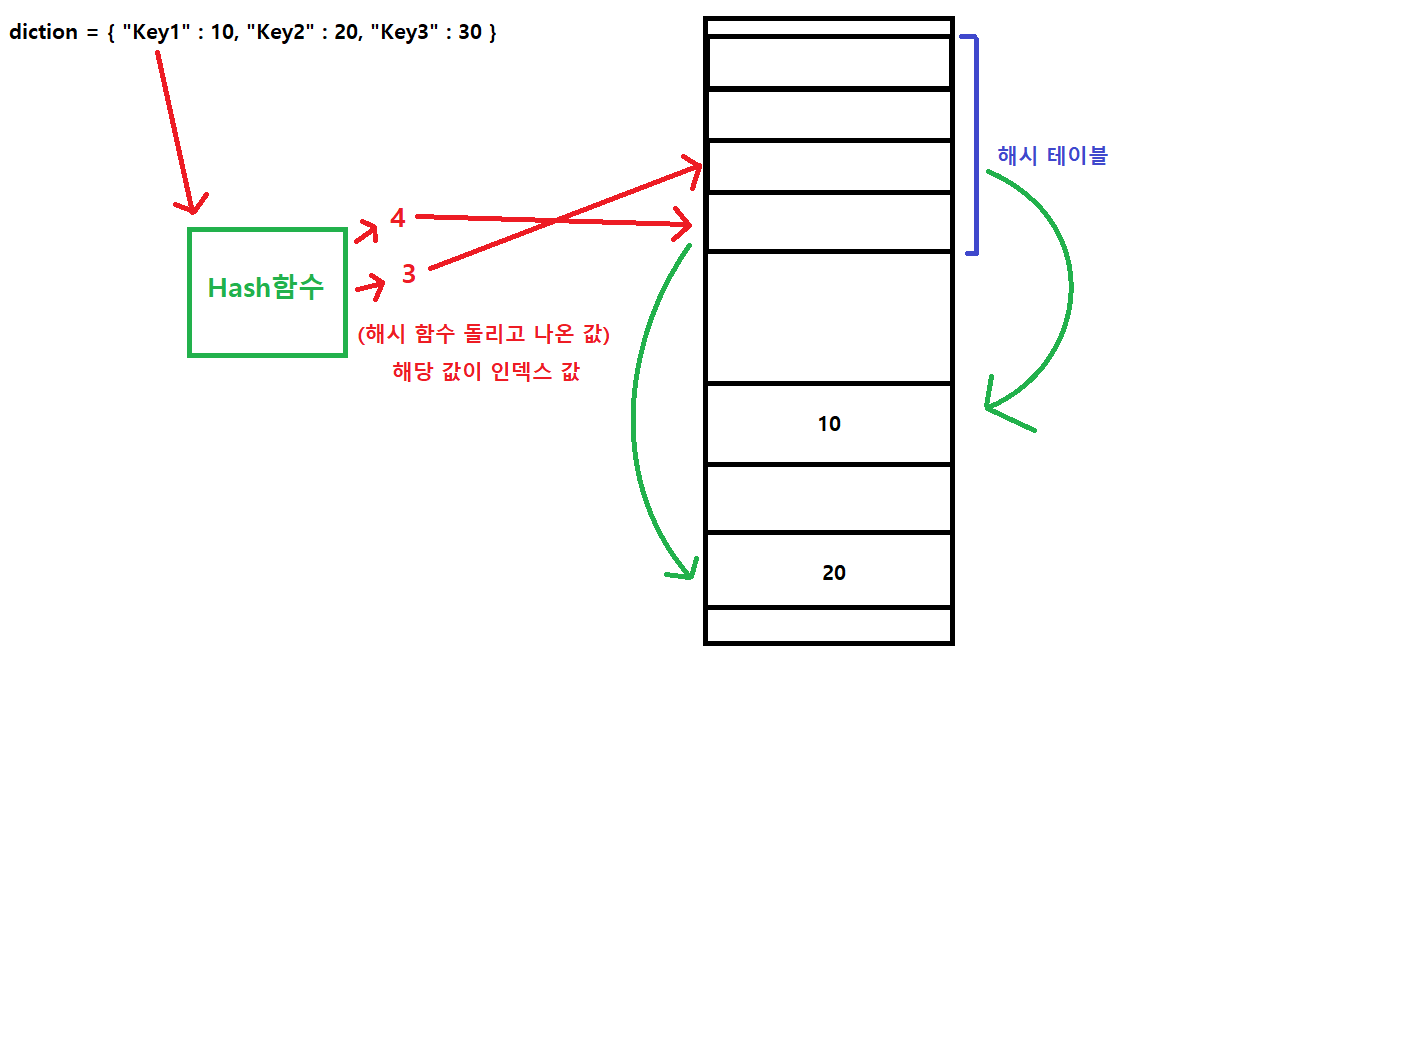 diction = { "Key1" : 10, "Key2" : 20, "Key3" : 30 }
해시 테이블
4
3
Hash함수
(해시 함수 돌리고 나온 값)
해당 값이 인덱스 값
10
20